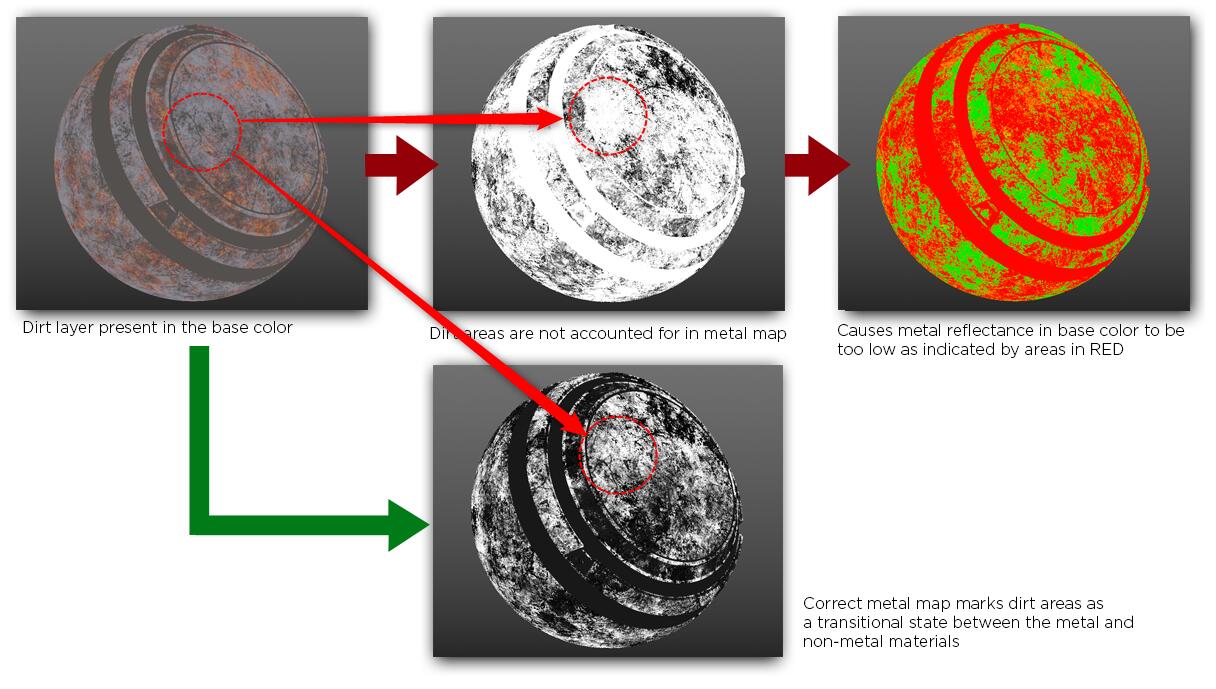 Dirt layer present in the base color
Dirt areas are not accounted for in metal map
Causes metal reflectance in base color to be
too low as indicated by areas in RED
Correct metal map marks dirt areas as
a transitional state between the metal and
non-metal materials